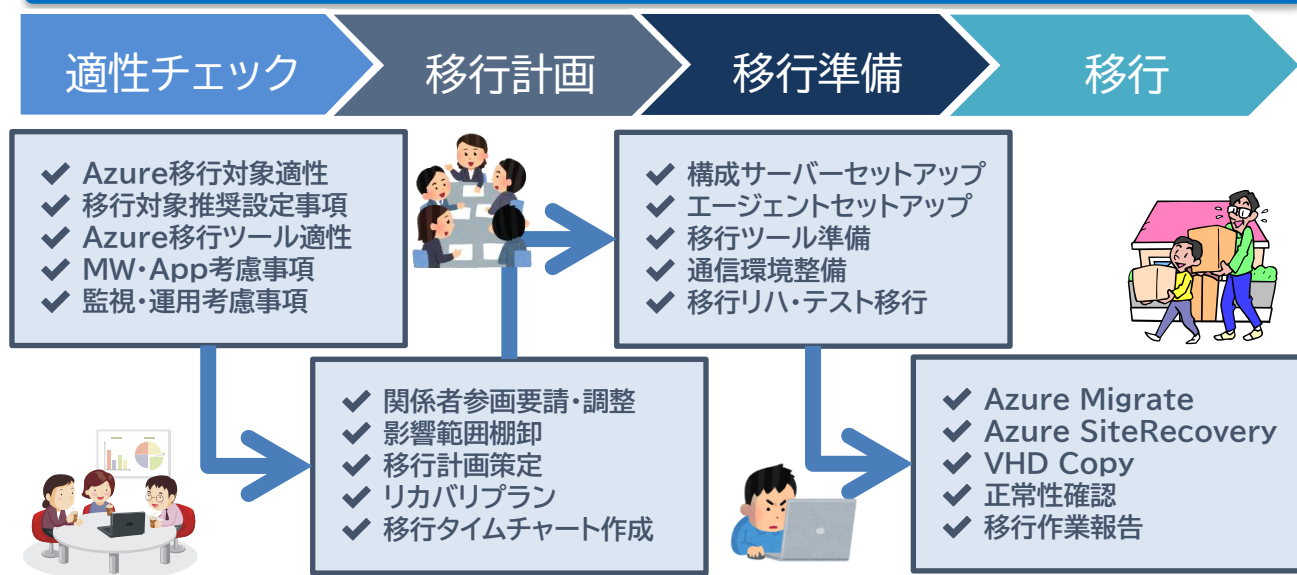 適性チェック
移行計画
移行準備
移行
✔ Azure移行対象適性
✔ 移行対象推奨設定事項
✔ Azure移行ツール適性
✔ MW・App考慮事項
✔ 監視・運用考慮事項
✔ 関係者参画要請・調整
✔ 影響範囲棚卸
✔ 移行計画策定
✔ リカバリプラン
✔ 移行タイムチャート作成
✔ 構成サーバーセットアップ
✔ エージェントセットアップ
✔ 移行ツール準備
✔ 通信環境整備
✔ 移行リハ・テスト移行
✔ Azure Migrate
✔ Azure SiteRecovery
✔ VHD Copy
✔ 正常性確認
✔ 移行作業報告